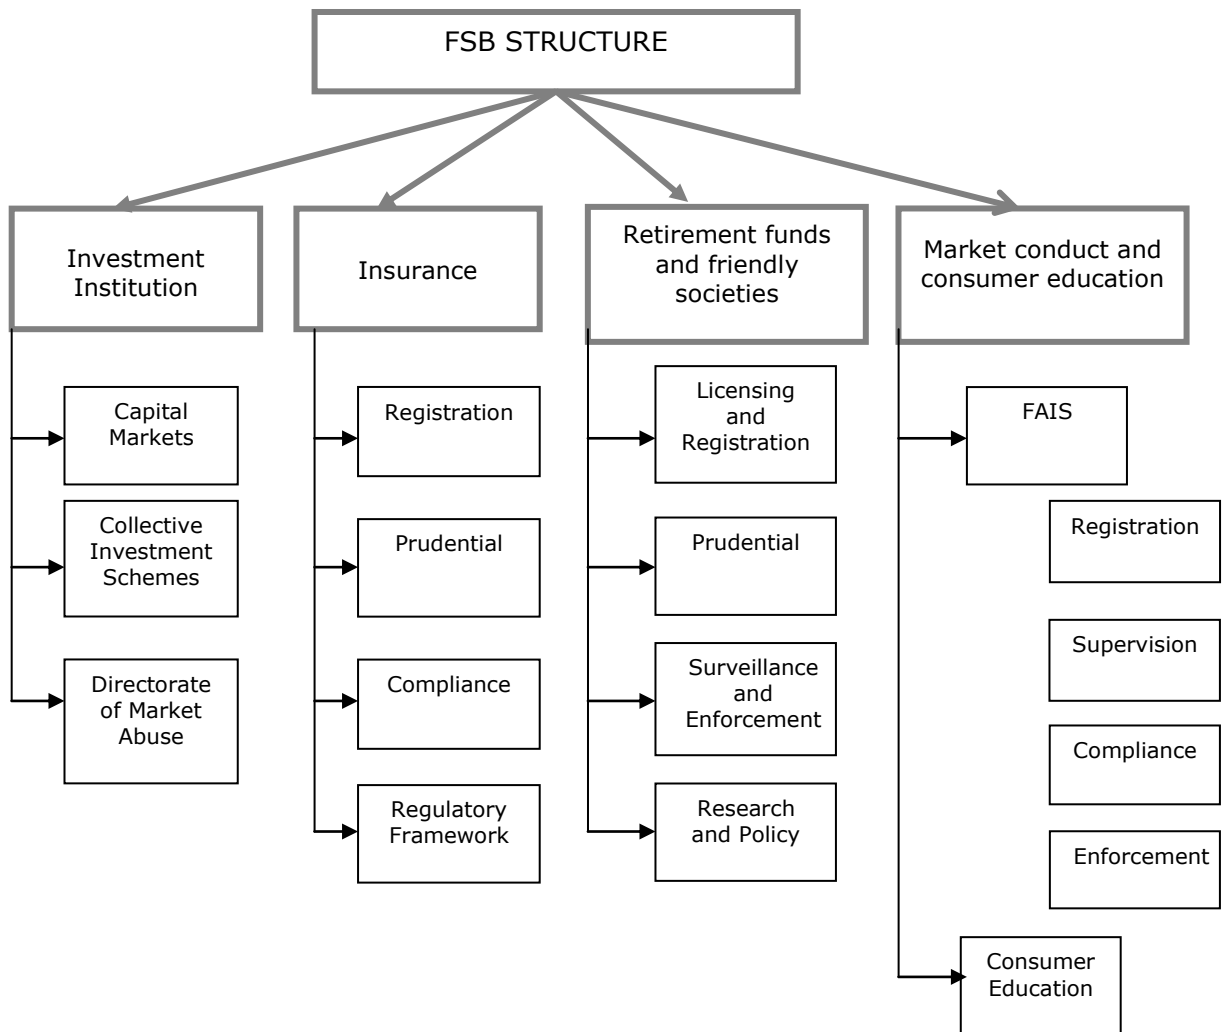 FSB STRUCTURE
Investment
Institution
Capital
Markets
Collective
Investment
Schemes
Directorate
of Market
Abuse
Insurance
Registration
Prudential
Compliance
Regulatory
Framework
Retirement funds
and friendly
societies
Licensing
and
Registration
Prudential
Surveillance
and
Enforcement
Research
and Policy
Market conduct and
consumer education
FAIS
Registration
Supervision
Compliance
Enforcement
Consumer
Education